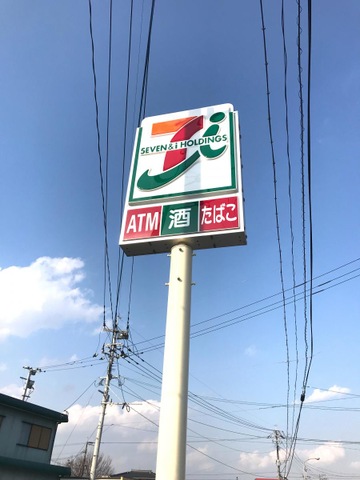 SEVEN&i HOLDINGS
ATM 酒 たばこ